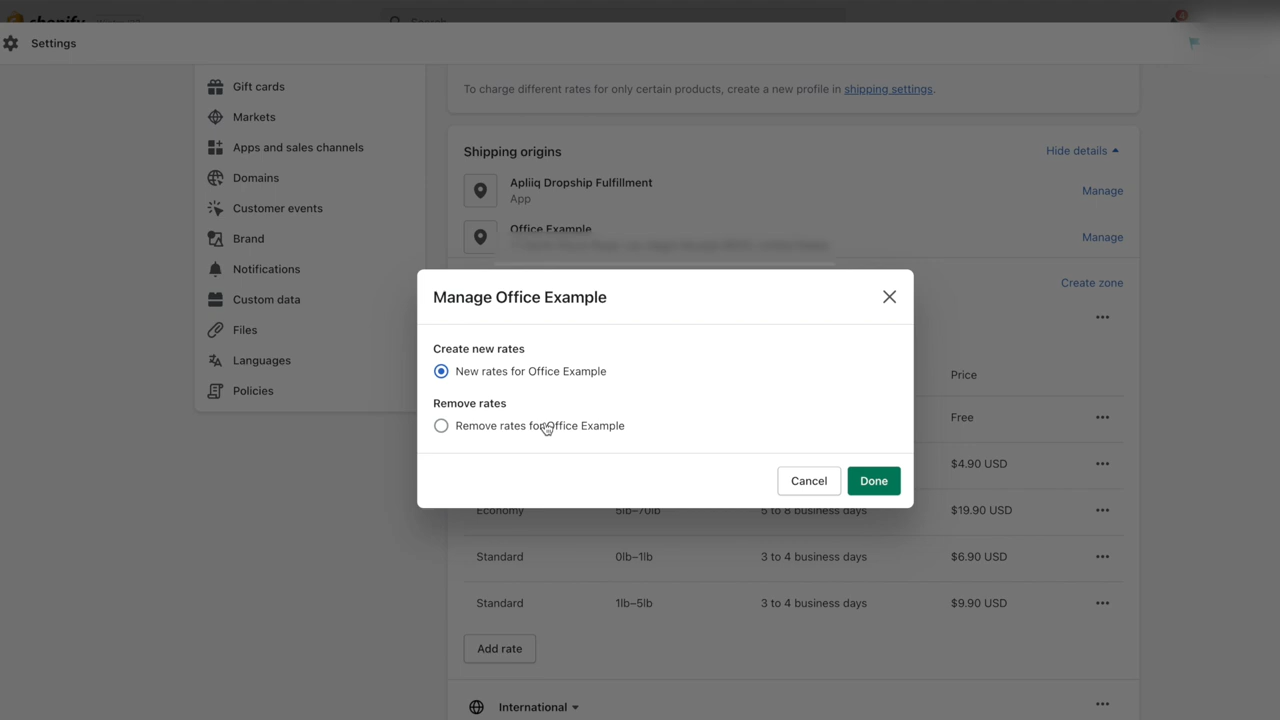 shopify
Search
4
Settings
Gift cards
Markets
Apps and sales channels
Domains
Customer events
Brand
Notifications
Custom data
Files
Languages
Policies
To charge different rates for only certain products, create a new profile in shipping settings.
Shipping origins
Hide details
Apliiq Dropship Fulfillment
App
Manage
Office Example
Manage
Create zone
Manage Office Example
Create new rates
New rates for Office Example
Remove rates
Remove rates for Office Example
Cancel
Done
Price
Free
$4.90 USD
Economy 5lb–70lb 5 to 8 business days $19.90 USD
Standard 0lb–1lb 3 to 4 business days $6.90 USD
Standard 1lb–5lb 3 to 4 business days $9.90 USD
Add rate
International